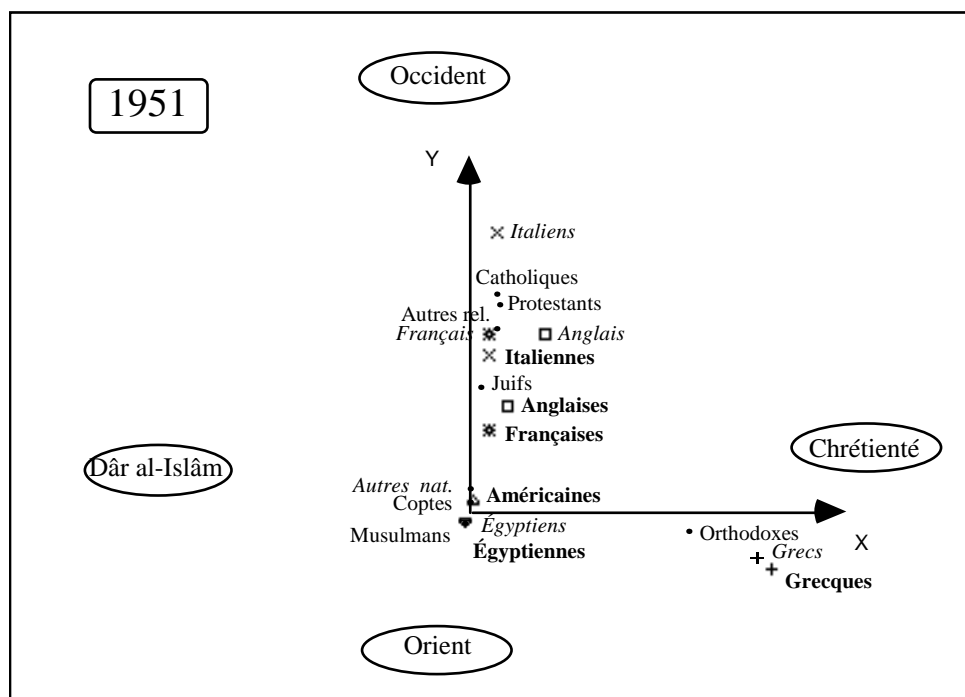 Occident
1951
Y
Italiens
Catholiques
Protestants
Autres rel.
Français
Anglais
Italiennes
Juifs
Anglaises
Françaises
Chrétienté
Dâr al-Islâm
Autres nat.
Américaines
Coptes
Musulmans
Égyptiens
Orthodoxes
X
Égyptiennes
Grecs
Grecques
Orient